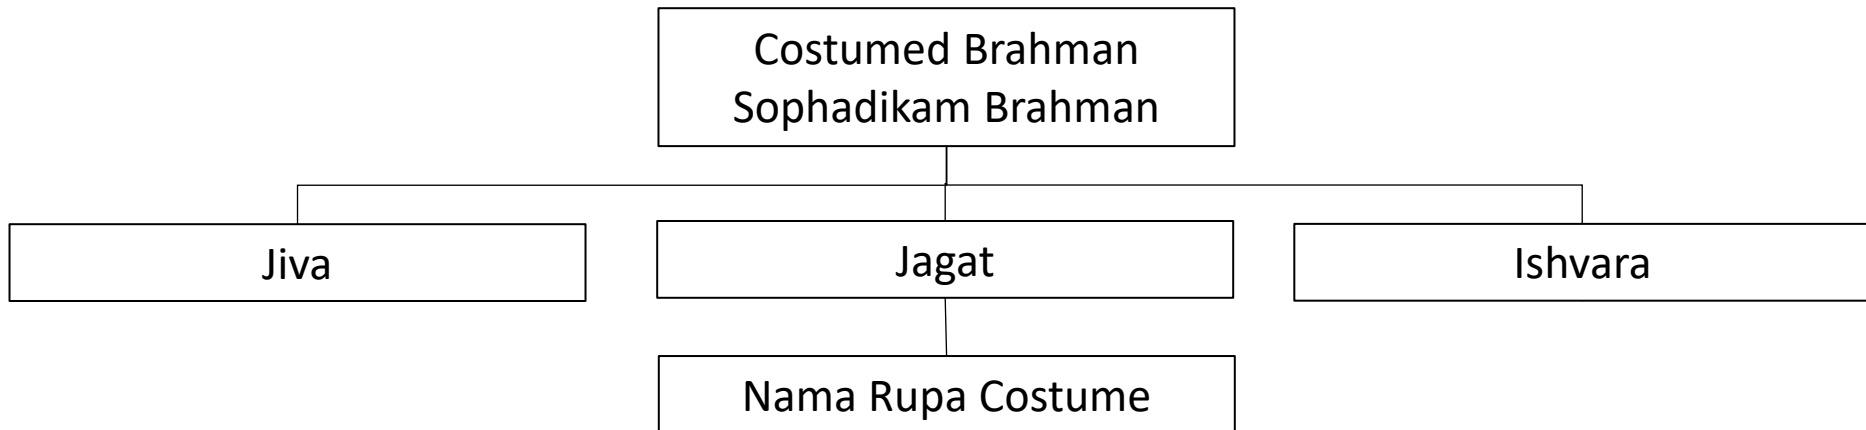 Costumed Brahman
Sophadikam Brahman
Jiva
Jagat
Ishvara
Nama Rupa Costume